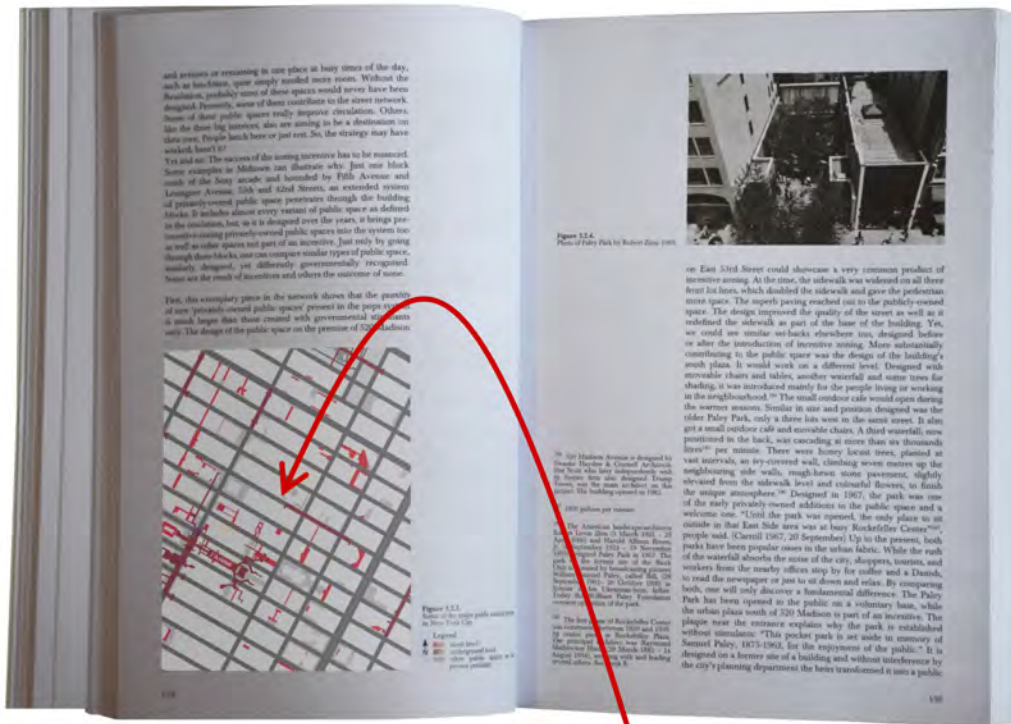 and avenues or remaining in one place at busy times of the day,
such as lunchtime, quite simply needed more room. Without the
Resolution, probably most of these spaces would never have been
designed. Presently, some of them contribute to the street network.
Some of these public spaces really improve circulation. Others,
like the three big instances, also are aiming to be a destination on
their own. People lunch here or just rest. So, the strategy may have
worked, hasn't it?
Yet and no. The success of the zoning incentive has to be nuanced.
Some examples in Midtown can illustrate why. Just one block
south of the Sony arcade and bounded by Fifth Avenue and
Lexington Avenue, 53th and 42nd Streets, an extended system
of privately-owned public space penetrates through the building
blocks. It includes almost every variant of public space as defined
in the resolution, but, as it is designed over the years, it brings pre-
incentive-zoning privately-owned public spaces into the system too
as well as other spaces not part of an incentive. Just only by going
through these blocks, one can compare similar types of public space,
similarly designed, yet differently governmentally recognised.
Some are the result of incentives and others the outcome of none.
First, this exemplary piece in the network shows that the quantity
of new 'privately-owned public spaces' present in the pops system
is much larger than those created with governmental stimulants
only. The design of the public space on the premise of 520 Madison
Figure 3.2.5.
in New York City
Legend
street level
underground level
138
Figure 3.2.6.
Photo of Paley Park by Robert Zion, 1969
on East 53rd Street could showcase a very common product of
incentive zoning. At the time, the sidewalk was widened on all three
front lot lines, which doubled the sidewalk and gave the pedestrian
more space. The superb paving reached out to the publicly-owned
space. The design improved the quality of the street as well as it
redefined the sidewalk as part of the base of the building. Yet,
we could see similar set-backs elsewhere too, designed before
or after the introduction of incentive zoning. More substantially
contributing to the public space was the design of the building's
south plaza. It would work on a different level. Designed with
moveable chairs and tables, another waterfall and some trees for
shading, it was introduced mainly for the people living or working
in the neighbourhood. The small outdoor cafe would open during
the warmer seasons. Similar in size and position designed was the
older Paley Park, only a three lots west in the same street. It also
got a small outdoor café and movable chairs. A third waterfall, now
positioned in the back, was cascading at more than six thousands
litres per minute. There were honey locust trees, planted at
vast intervals, an ivy-covered wall, climbing seven metres up the
neighbouring side walls, rough-hewn stone pavement, slightly
elevated from the sidewalk level and colourful flowers, to finish
the unique atmosphere. Designed in 1967, the park was one
of the early privately-owned additions to the public space and a
welcome one. "Until the park was opened, the only place to sit
outside in that East Side area was at busy Rockefeller Center",
people said. (Carroll 1967, 20 September) Up to the present, both
parks have been popular oases in the urban fabric. While the rush
of the waterfall absorbs the noise of the city, shoppers, tourists, and
workers from the nearby offices stop by for coffee and a Danish,
to read the newspaper or just to sit down and relax. By comparing
both, one will only discover a fundamental difference. The Paley
Park has been opened to the public on a voluntary base, while
the urban plaza south of 520 Madison is part of an incentive. The
plaque near the entrance explains why the park is established
without stimulants: "This pocket park is set aside in memory of
Samuel Paley, 1875-1963, for the enjoyment of the public." It is
designed on a former site of a building and without interference by
the city's planning department the heirs transformed it into a public